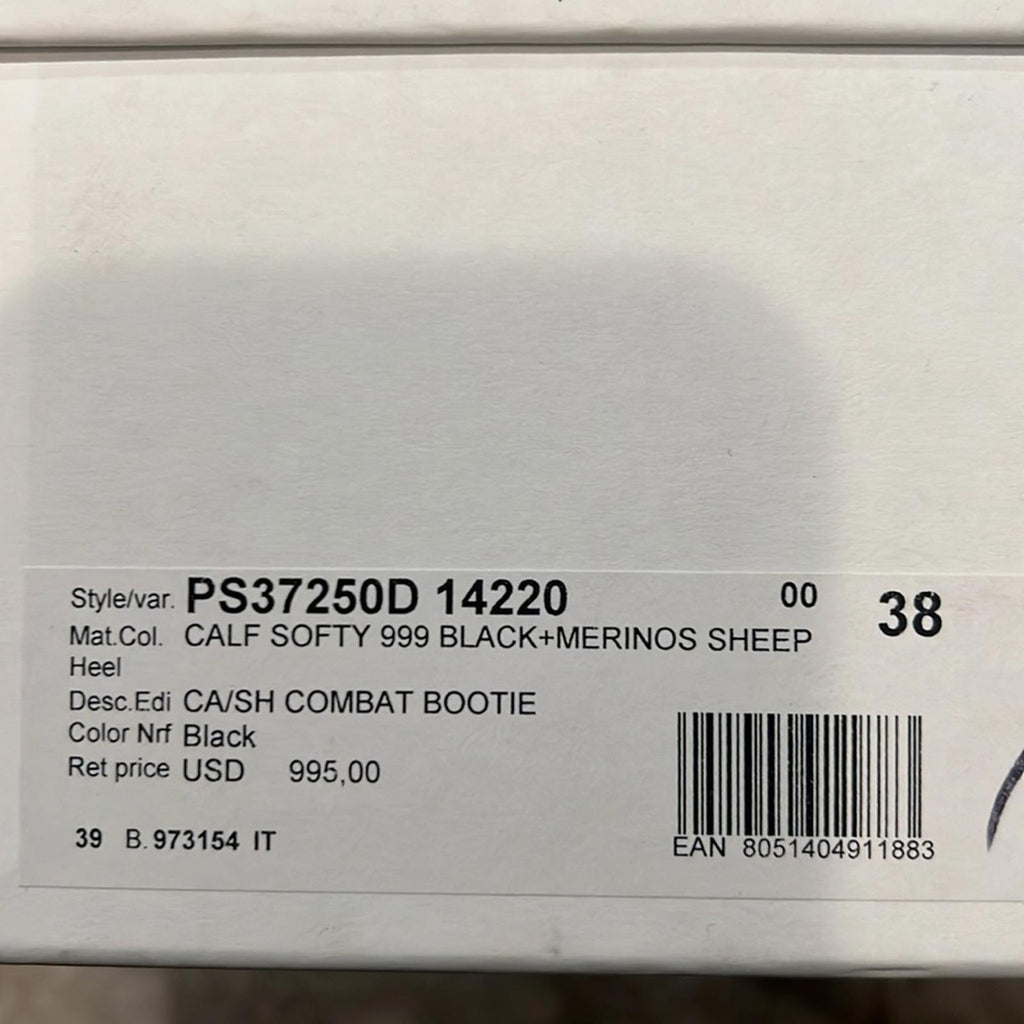 Style/var. PS37250D 14220 00 38
Mat.Col. CALF SOFTY 999 BLACK+MERINOS SHEEP
Heel
Desc.Edi CA/SH COMBAT BOOTIE
Color Nrf Black
Ret price USD 995,00
39 B. 973154 IT
EAN 8051404911883